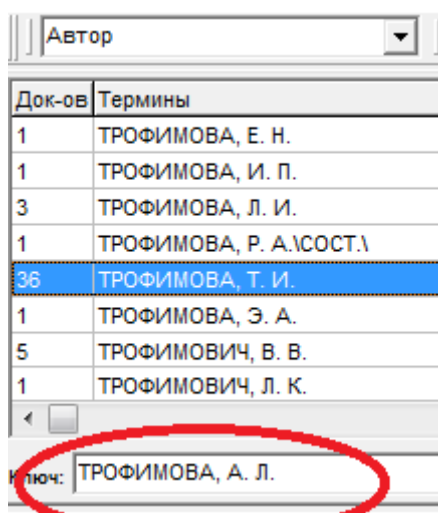 Автор
Док-ов Термины
1 ТРОФИМОВА, Е. Н.
1 ТРОФИМОВА, И. П.
3 ТРОФИМОВА, Л. И.
1 ТРОФИМОВА, Р. А.\СОСТ.\
36 ТРОФИМОВА, Т. И.
1 ТРОФИМОВА, Э. А.
5 ТРОФИМОВИЧ, В. В.
1 ТРОФИМОВИЧ, Л. К.
Ключ: ТРОФИМОВА, А. Л.